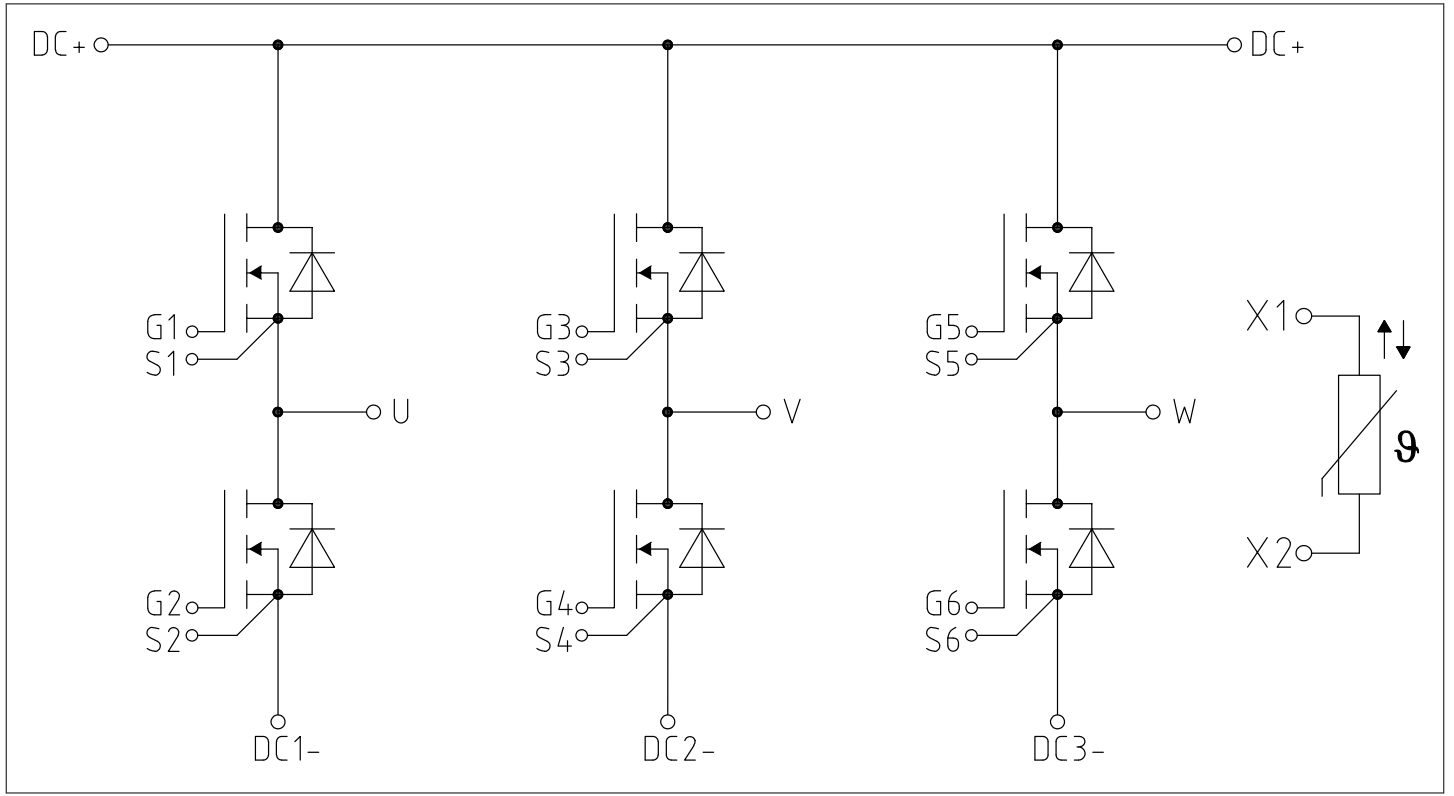 DC+ DC+
G1 G3 G5 X1
S1 S3 S5
U V W
ϑ
X2
G2 G4 G6
S2 S4 S6
DC1- DC2- DC3-